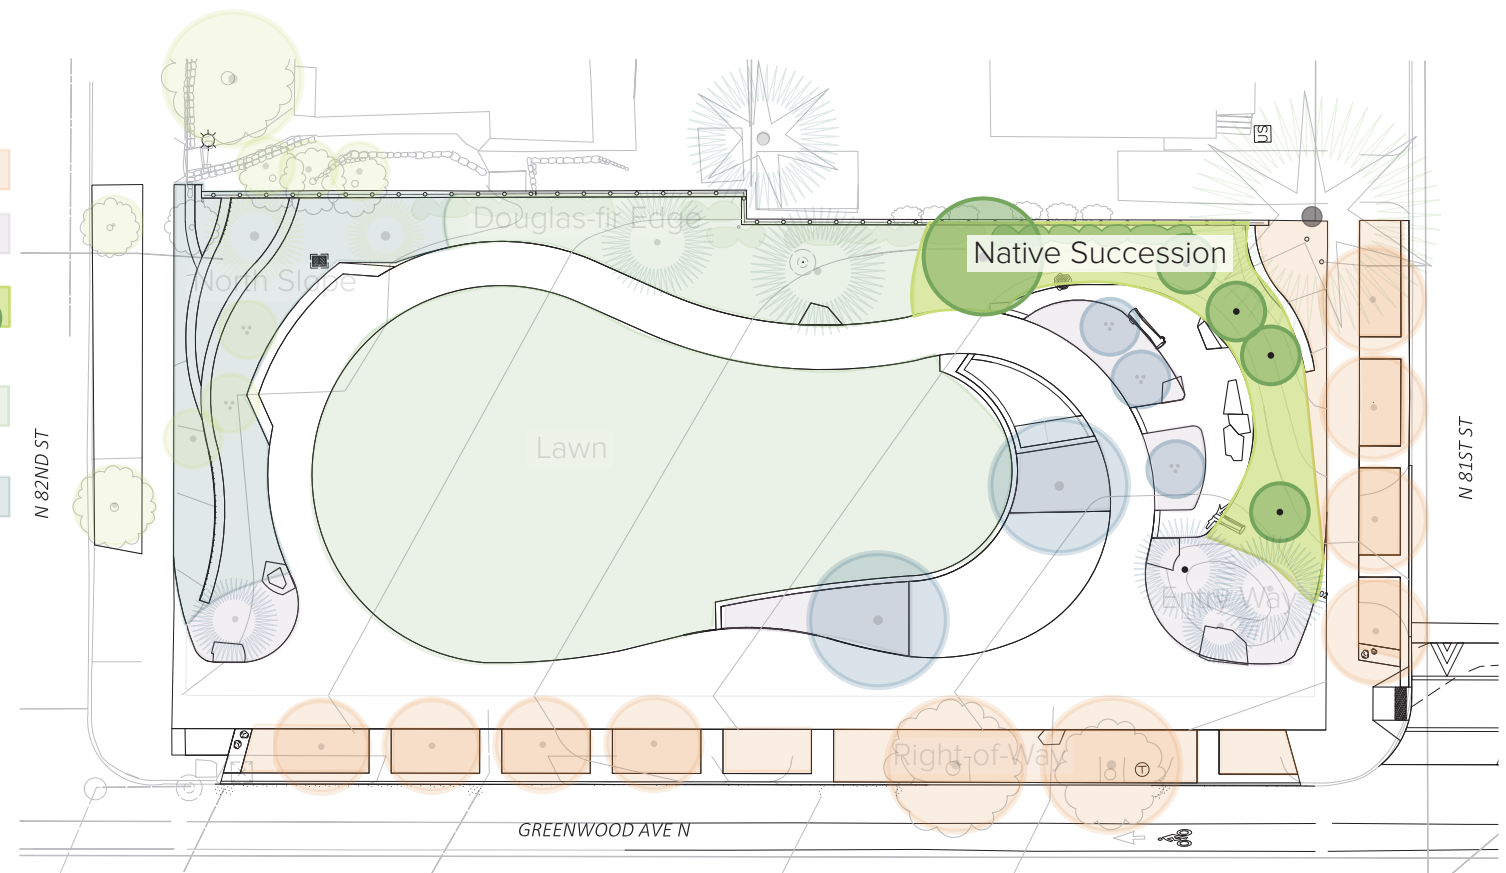 Douglas-fir Edge
Native Succession
North Slope
Lawn
N 82ND ST
N 81ST ST
Entry Way
Right-of-Way
GREENWOOD AVE N